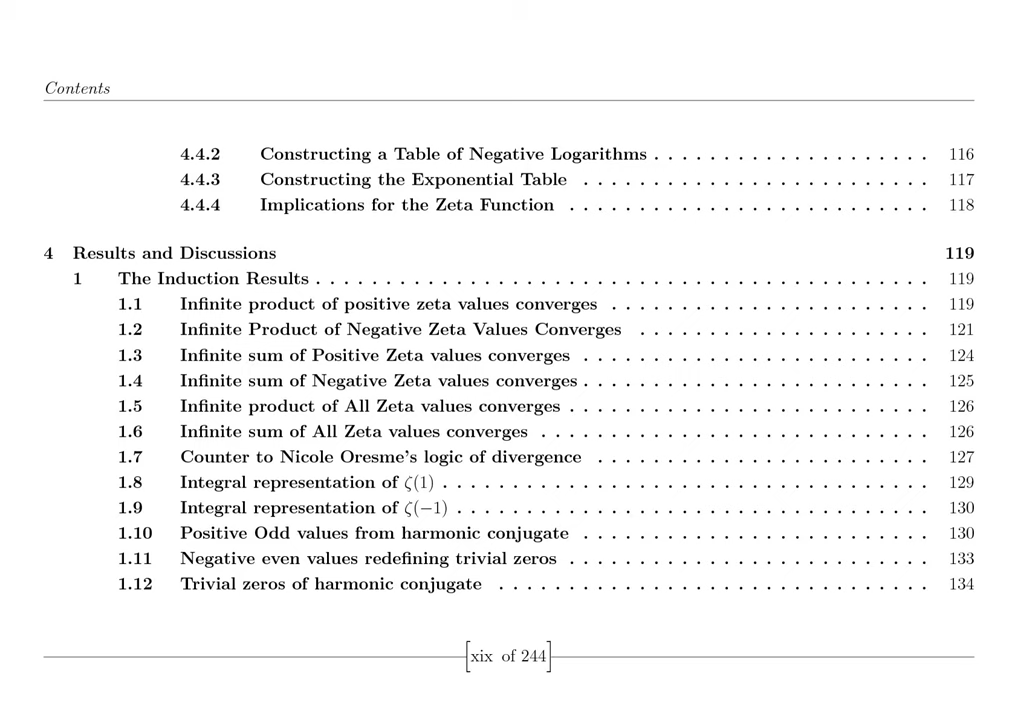 Contents
4.4.2 Constructing a Table of Negative Logarithms . . . . . . . . . . . . . . . . . . . . 116
4.4.3 Constructing the Exponential Table . . . . . . . . . . . . . . . . . . . . . . . . . 117
4.4.4 Implications for the Zeta Function . . . . . . . . . . . . . . . . . . . . . . . . . . 118
4 Results and Discussions 119
1 The Induction Results . . . . . . . . . . . . . . . . . . . . . . . . . . . . . . . . . . . . . . . . . . . . 119
1.1 Infinite product of positive zeta values converges . . . . . . . . . . . . . . . . . . . . . . . 119
1.2 Infinite Product of Negative Zeta Values Converges . . . . . . . . . . . . . . . . . . . . . 121
1.3 Infinite sum of Positive Zeta values converges . . . . . . . . . . . . . . . . . . . . . . . . . 124
1.4 Infinite sum of Negative Zeta values converges . . . . . . . . . . . . . . . . . . . . . . . . . 125
1.5 Infinite product of All Zeta values converges . . . . . . . . . . . . . . . . . . . . . . . . . . 126
1.6 Infinite sum of All Zeta values converges . . . . . . . . . . . . . . . . . . . . . . . . . . . . 126
1.7 Counter to Nicole Oresme's logic of divergence . . . . . . . . . . . . . . . . . . . . . . . . 127
1.8 Integral representation of ζ(1) . . . . . . . . . . . . . . . . . . . . . . . . . . . . . . . . . . . 129
1.9 Integral representation of ζ(−1) . . . . . . . . . . . . . . . . . . . . . . . . . . . . . . . . . . 130
1.10 Positive Odd values from harmonic conjugate . . . . . . . . . . . . . . . . . . . . . . . . . 130
1.11 Negative even values redefining trivial zeros . . . . . . . . . . . . . . . . . . . . . . . . . . 133
1.12 Trivial zeros of harmonic conjugate . . . . . . . . . . . . . . . . . . . . . . . . . . . . . . . 134
[xix of 244]